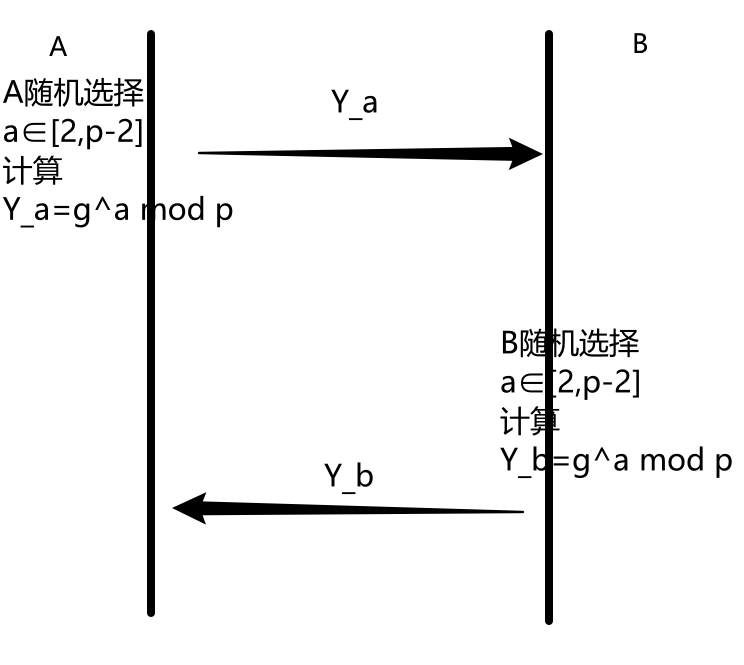 A
B
A随机选择
a∈[2,p-2]
计算
Y_a=g^a mod p
Y_a
B随机选择
a∈[2,p-2]
计算
Y_b=g^a mod p
Y_b